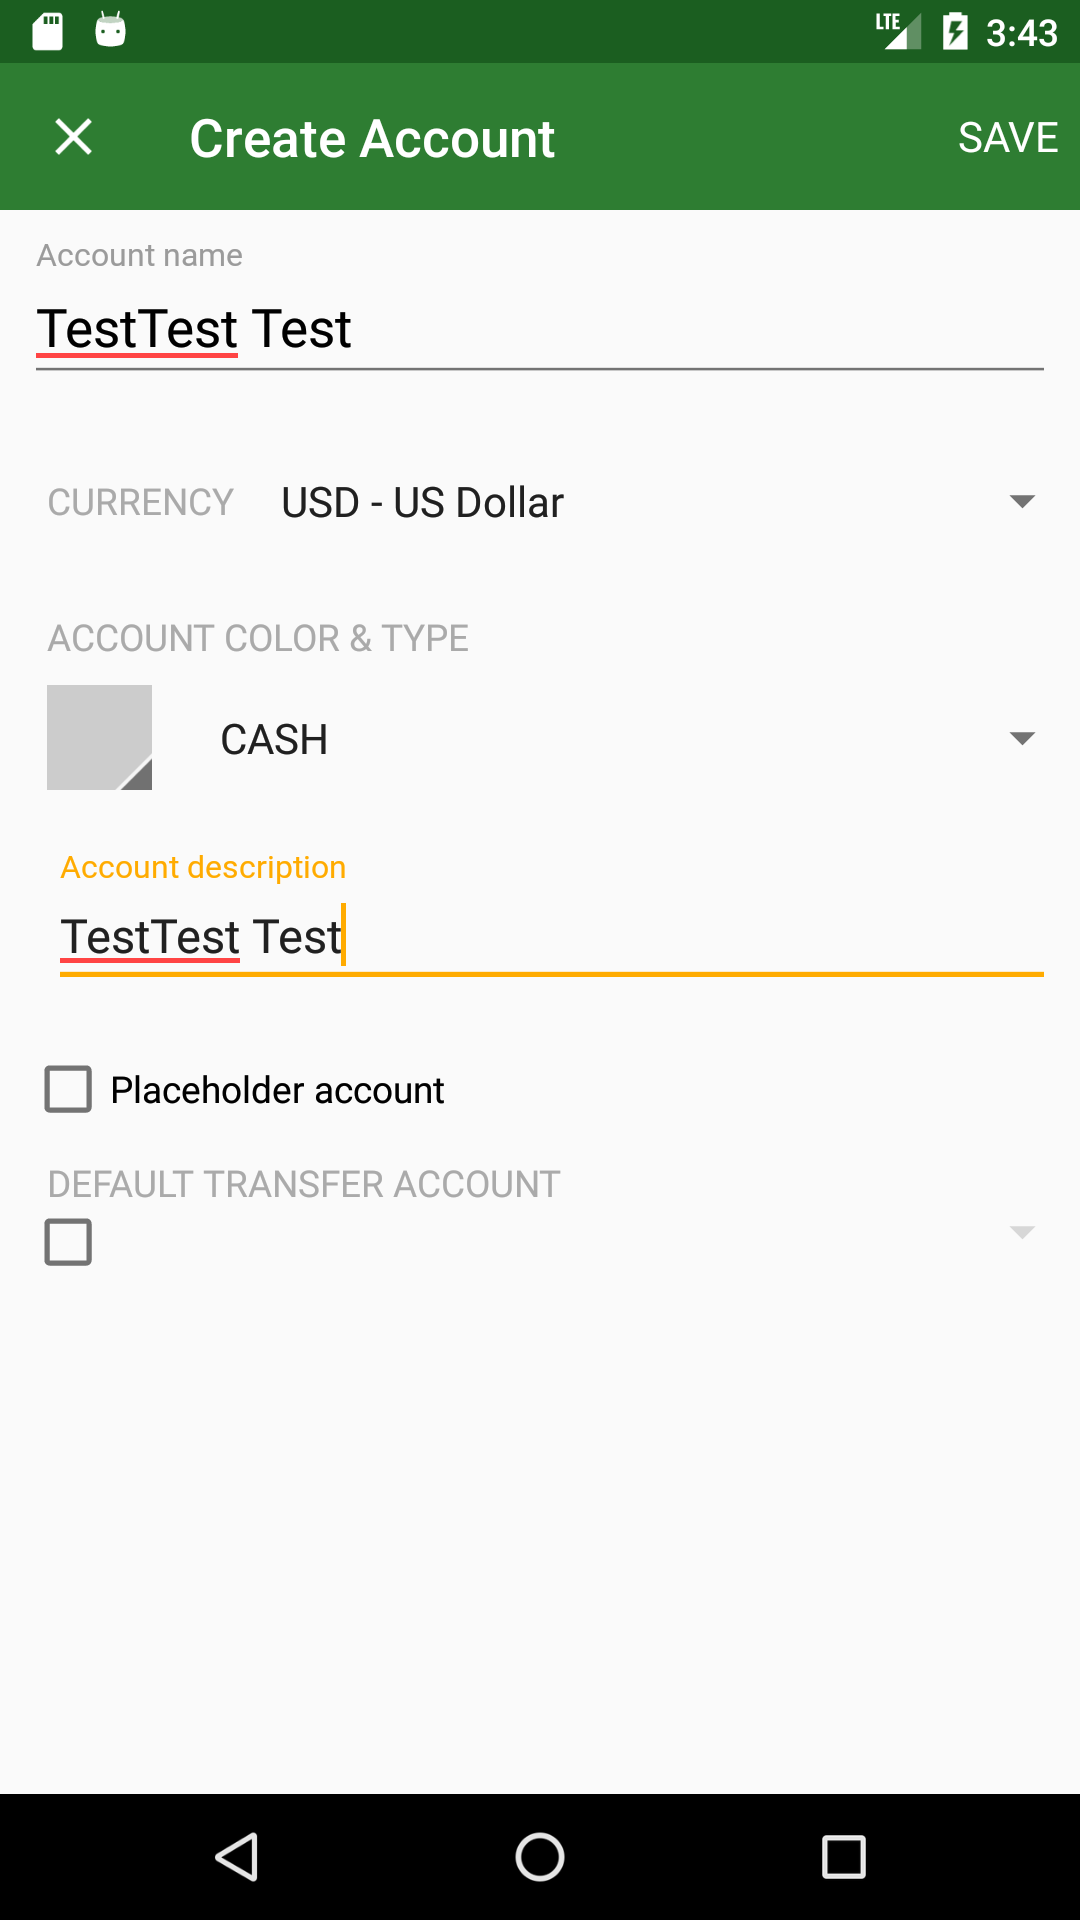 LTE 3:43
Create Account SAVE
Account name
TestTest Test
CURRENCY USD - US Dollar
ACCOUNT COLOR & TYPE
CASH
Account description
TestTest Test
Placeholder account
DEFAULT TRANSFER ACCOUNT